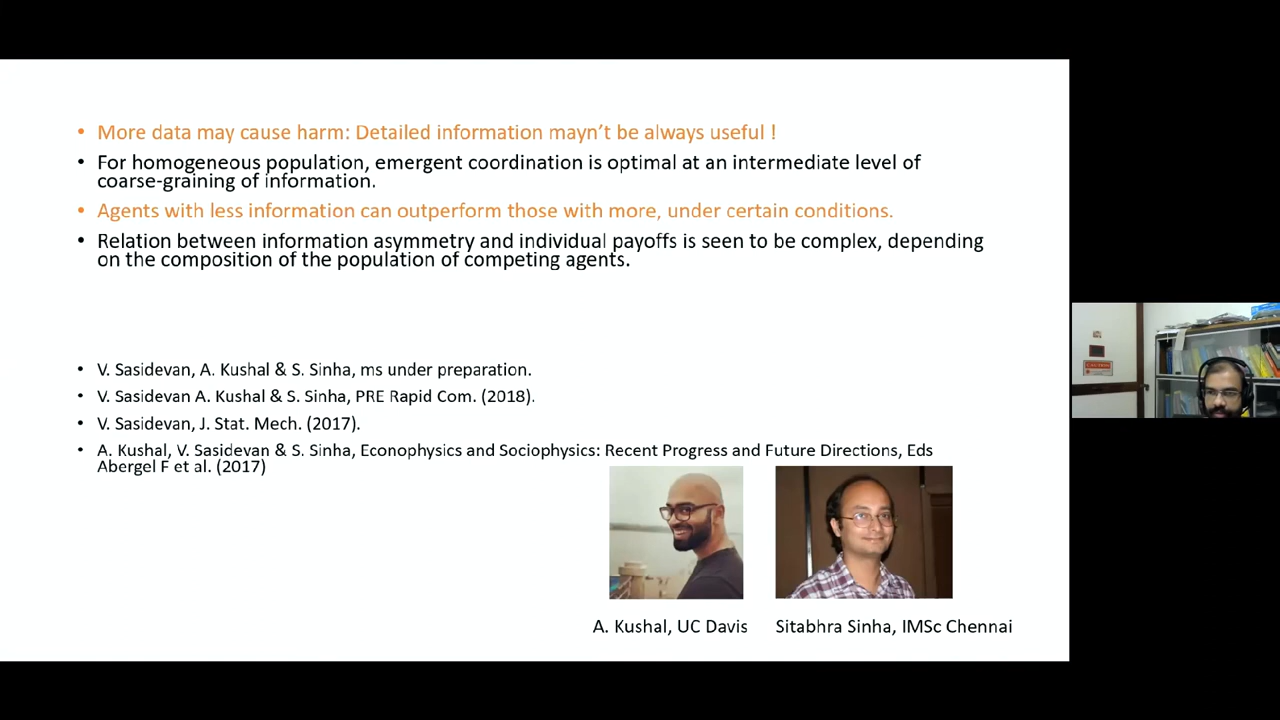 • More data may cause harm: Detailed information mayn't be always useful !
• For homogeneous population, emergent coordination is optimal at an intermediate level of
coarse-graining of information.
• Agents with less information can outperform those with more, under certain conditions.
• Relation between information asymmetry and individual payoffs is seen to be complex, depending
on the composition of the population of competing agents.
• V. Sasidevan, A. Kushal & S. Sinha, ms under preparation.
• V. Sasidevan A. Kushal & S. Sinha, PRE Rapid Com. (2018).
• V. Sasidevan, J. Stat. Mech. (2017).
• A. Kushal, V. Sasidevan & S. Sinha, Econophysics and Sociophysics: Recent Progress and Future Directions, Eds
Abergel F et al. (2017)
A. Kushal, UC Davis
Sitabhra Sinha, IMSc Chennai